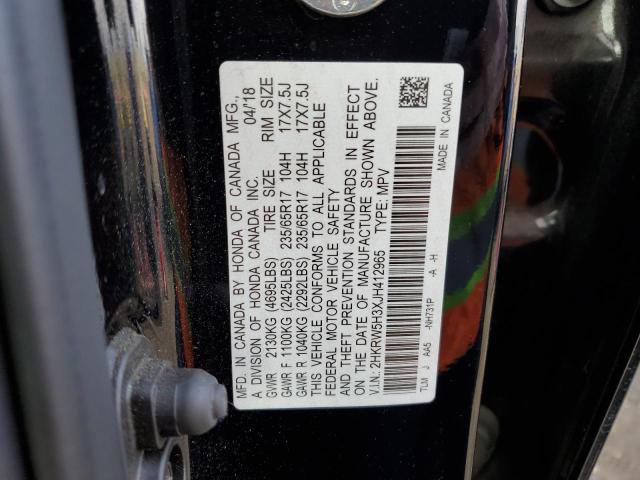 MFD. IN CANADA BY HONDA OF CANADA MFG.,
A DIVISION OF HONDA CANADA INC. 04/18
GVWR 2130KG (4695LBS) TIRE SIZE RIM SIZE
GAWR F 1100KG (2425LBS) 235/65R17 104H 17X7.5J
GAWR R 1040KG (2292LBS) 235/65R17 104H 17X7.5J
THIS VEHICLE CONFORMS TO ALL APPLICABLE
FEDERAL MOTOR VEHICLE SAFETY
AND THEFT PREVENTION STANDARDS IN EFFECT
ON THE DATE OF MANUFACTURE SHOWN ABOVE.
V.I.N.: 2HKRW5H3XJH412965 TYPE: MPV
TLM J AA5 -NH731P -A -H MADE IN CANADA